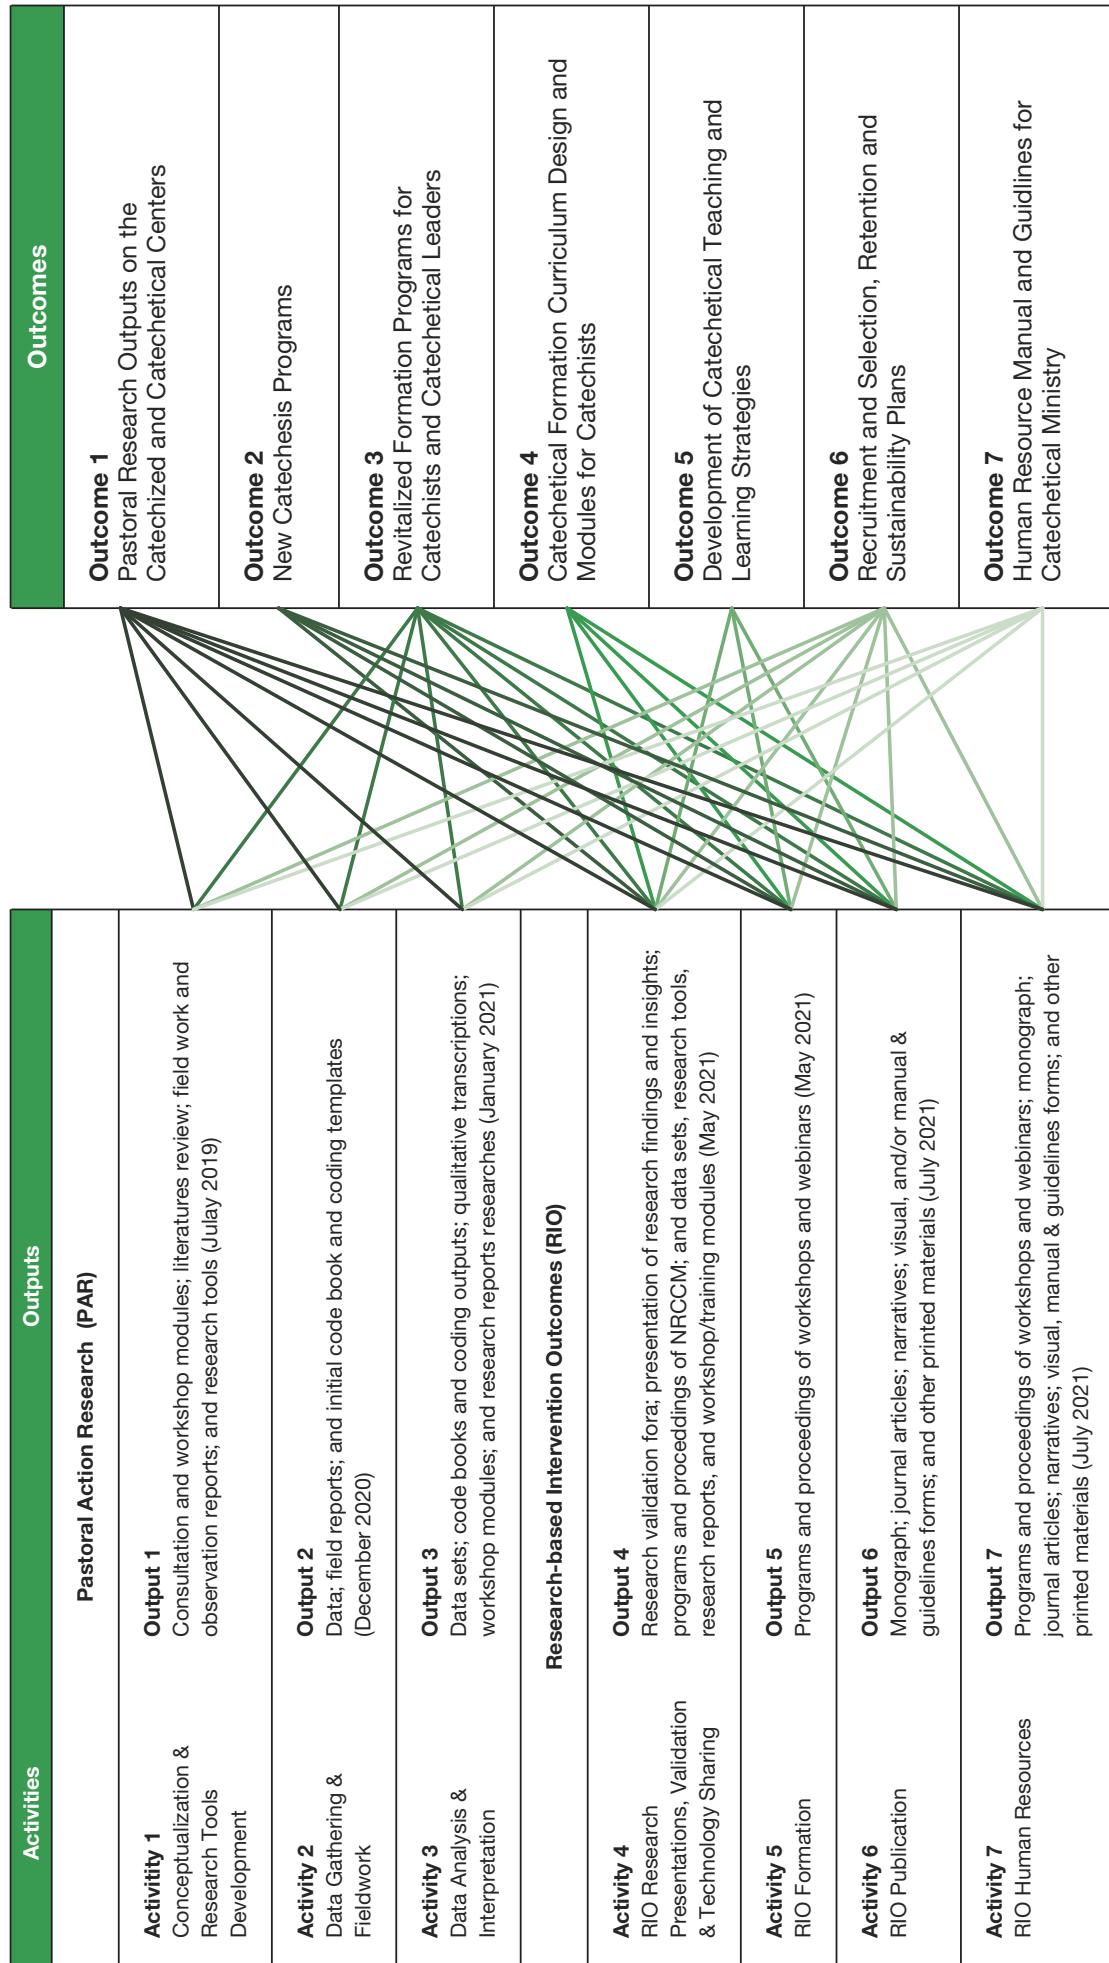 Activities
Outputs
Outcomes
Pastoral Action Research  (PAR)
Activitity 1
Conceptualization &
Research Tools
Development
Output 1
Consultation and workshop modules; literatures review; field work and
observation reports; and research tools (Julay 2019)
Activity 2
Data Gathering &
Fieldwork
Output 2
Data; field reports; and initial code book and coding templates
(December 2020)
Activity 3
Data Analysis &
Interpretation
Output 3
Data sets; code books and coding outputs; qualitative transcriptions;
workshop modules; and research reports researches (January 2021)
Research-based Intervention Outcomes (RIO)
Activity 4
RIO Research
Presentations, Validation
& Technology Sharing
Output 4
Research validation fora; presentation of research findings and insights;
programs and proceddings of NRCCM; and data sets, research tools,
research reports, and workshop/training modules (May 2021)
Activity 5
RIO Formation
Output 5
Programs and proceedings of workshops and webinars (May 2021)
Activity 6
RIO Publication
Output 6
Monograph; journal articles; narratives; visual, and/or manual &
guidelines forms; and other printed materials (July 2021)
Activity 7
RIO Human Resources
Output 7
Programs and proceedings of workshops and webinars; monograph;
journal articles; narratives; visual, manual & guidelines forms; and other
printed materials (July 2021)
Outcome 1
Pastoral Research Outputs on the
Catechized and Catechetical Centers
Outcome 2
New Catechesis Programs
Outcome 3
Revitalized Formation Programs for
Catechists and Catechetical Leaders
Outcome 4
Catechetical Formation Curriculum Design and
Modules for Catechists
Outcome 5
Development of Catechetical Teaching and
Learning Strategies
Outcome 6
Recruitment and Selection, Retention and
Sustainability Plans
Outcome 7
Human Resource Manual and Guidlines for
Catechetical Ministry